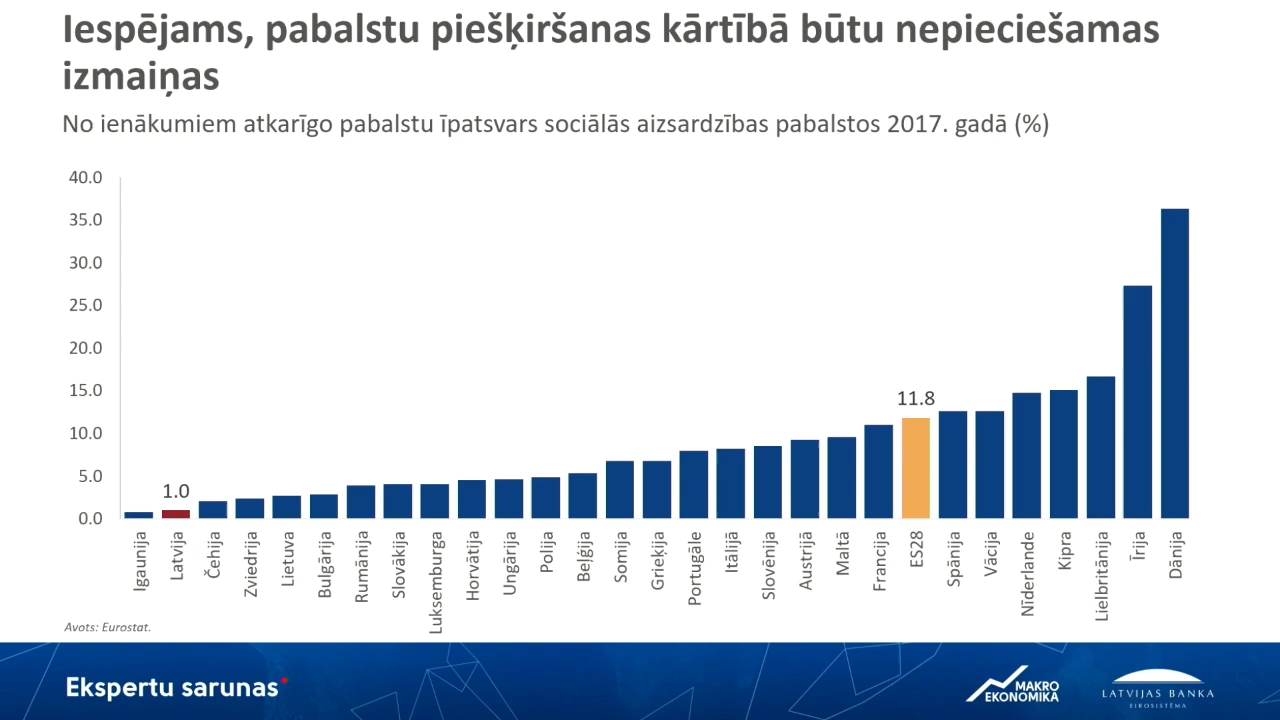 Iespējams, pabalstu piešķiršanas kārtībā būtu nepieciešamas
izmaiņas
No ienākumiem atkarīgo pabalstu īpatsvars sociālās aizsardzības pabalstos 2017. gadā (%)
40.0
35.0
30.0
25.0
20.0
15.0
10.0
5.0
0.0
1.0
11.8
Igaunija
Latvija
Čehija
Zviedrija
Lietuva
Bulgārija
Rumānija
Slovākija
Luksemburga
Horvātija
Ungārija
Polija
Beļģija
Somija
Grieķija
Portugāle
Itālijā
Slovēnija
Austrijā
Maltā
Francija
ES28
Spānija
Vācija
Nīderlande
Kipra
Lielbritānija
Īrija
Dānija
Avots: Eurostat.
Ekspertu sarunas
MAKRO
EKONOMIKA
LATVIJAS BANKA
EIROSISTĒMA